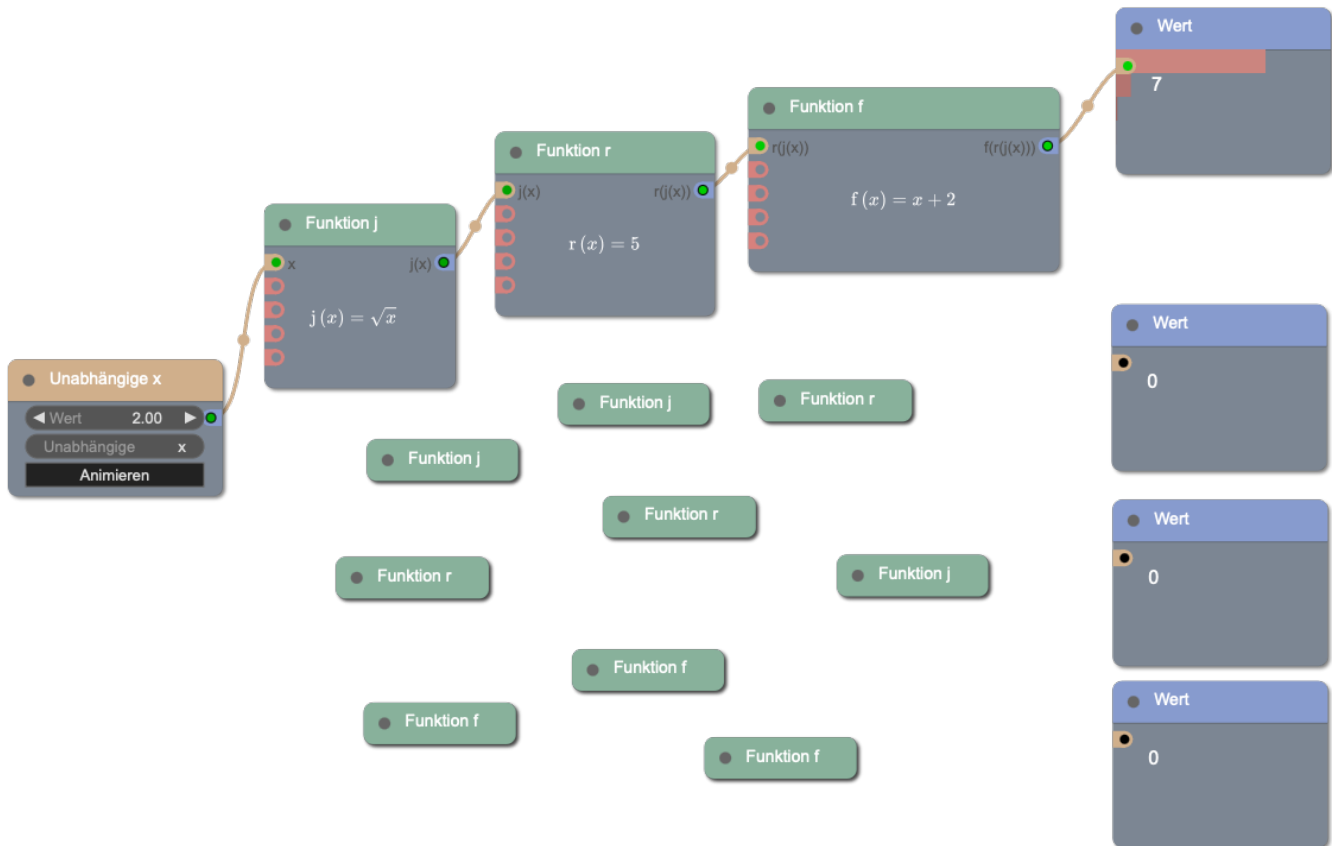 Wert
7
Funktion f
r(j(x))
f(r(j(x)))
f (x) = x + 2
Funktion r
j(x)
r(j(x))
r (x) = 5
Funktion j
x
j(x)
j (x) = √x
Unabhängige x
Wert 2.00
Unabhängige x
Animieren
Wert
0
Funktion j
Funktion r
Funktion j
Funktion r
Wert
0
Funktion r
Funktion j
Funktion f
Funktion f
Funktion f
Wert
0